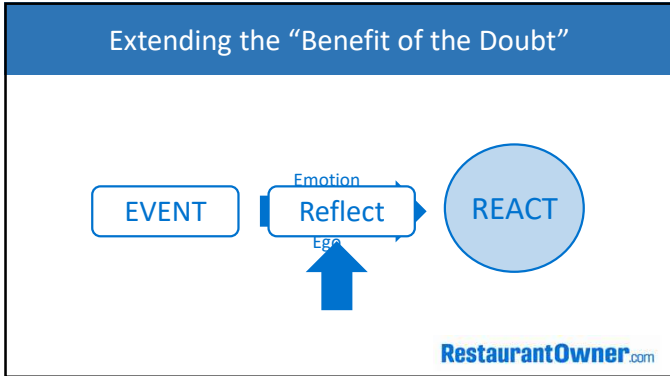 Extending the “Benefit of the Doubt”
Emotion
EVENT
Reflect
REACT
Ego
RestaurantOwner.com